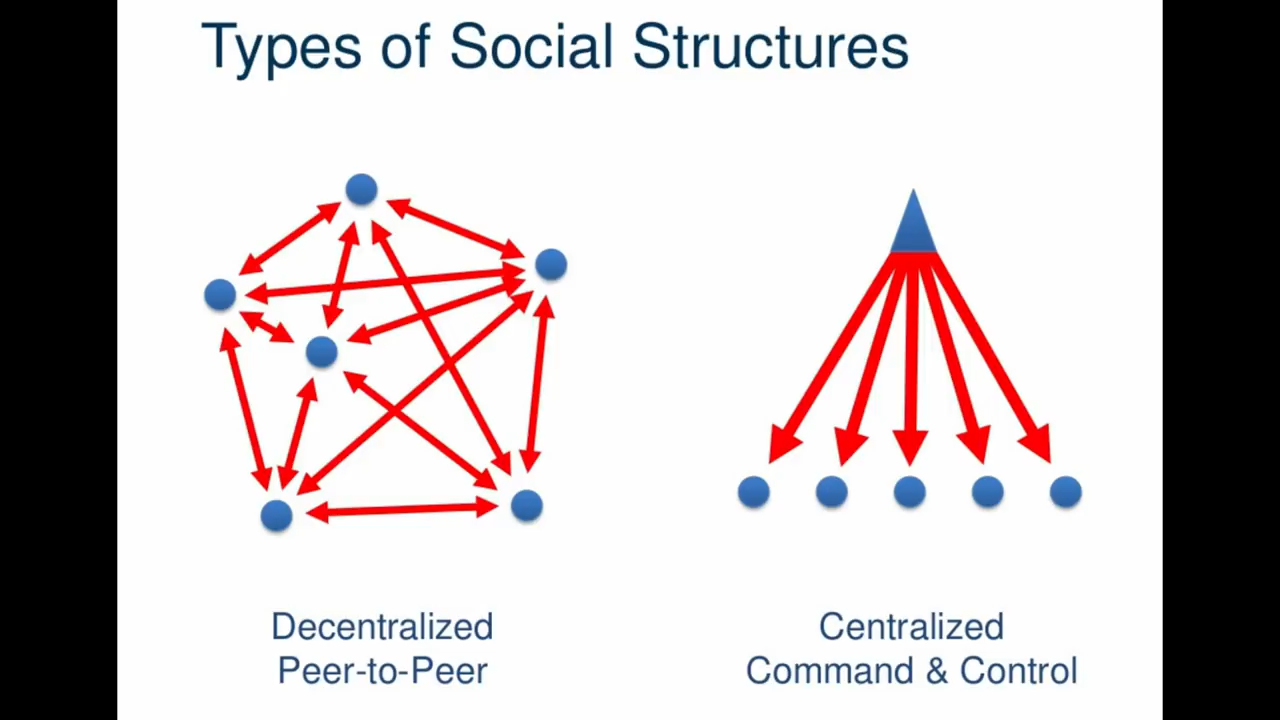 Types of Social Structures
Decentralized
Peer-to-Peer
Centralized
Command & Control